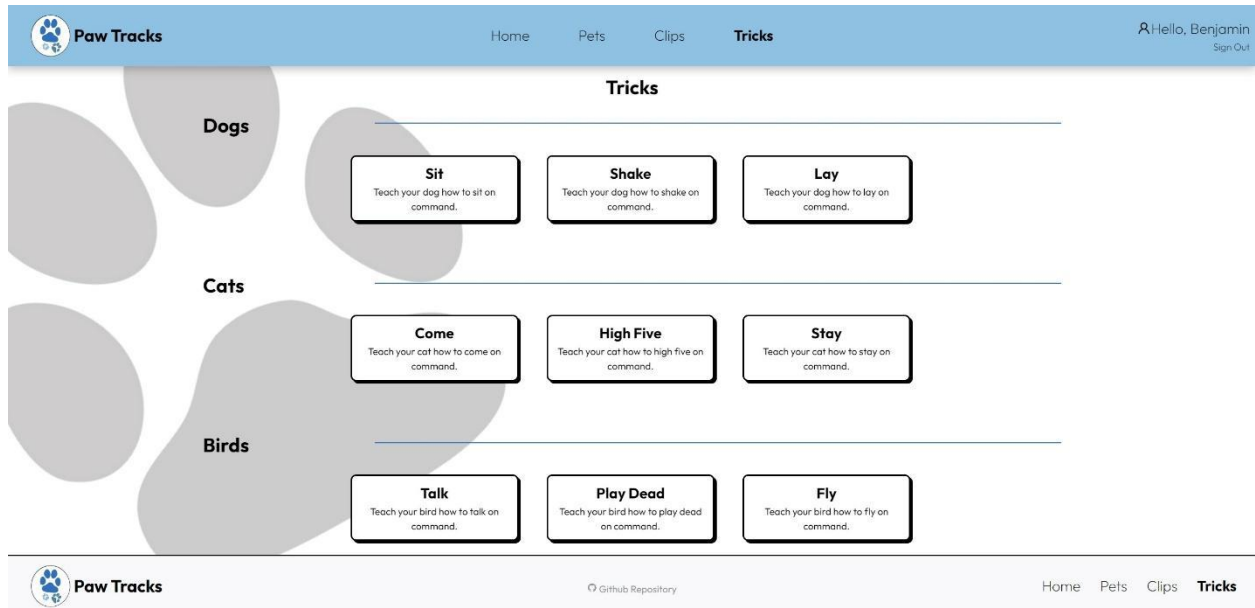 Paw Tracks
Home Pets Clips Tricks
Hello, Benjamin
Sign Out
Tricks
Dogs
Sit
Teach your dog how to sit on
command.
Shake
Teach your dog how to shake on
command.
Lay
Teach your dog how to lay on
command.
Cats
Come
Teach your cat how to come on
command.
High Five
Teach your cat how to high five on
command.
Stay
Teach your cat how to stay on
command.
Birds
Talk
Teach your bird how to talk on
command.
Play Dead
Teach your bird how to play dead
on command.
Fly
Teach your bird how to fly on
command.
Paw Tracks
Github Repository
Home Pets Clips Tricks